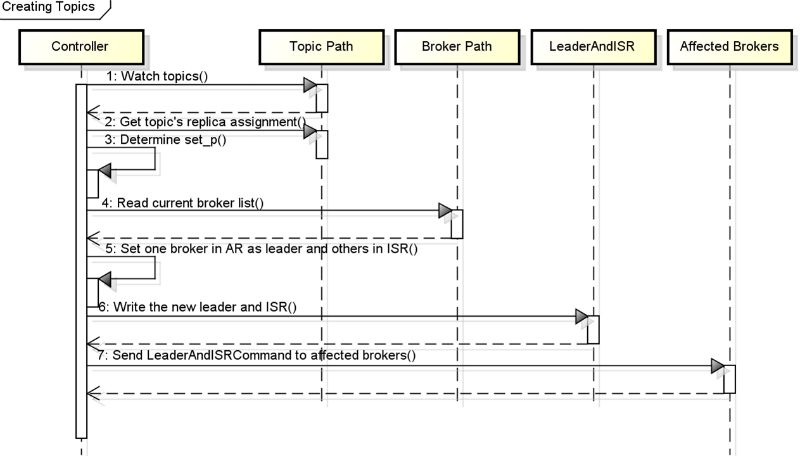 Creating Topics
Controller
Topic Path
Broker Path
LeaderAndISR
Affected Brokers
1: Watch topics()
2: Get topic's replica assignment()
3: Determine set_p()
4: Read current broker list()
5: Set one broker in AR as leader and others in ISR()
6: Write the new leader and ISR()
7: Send LeaderAndISRCommand to affected brokers()